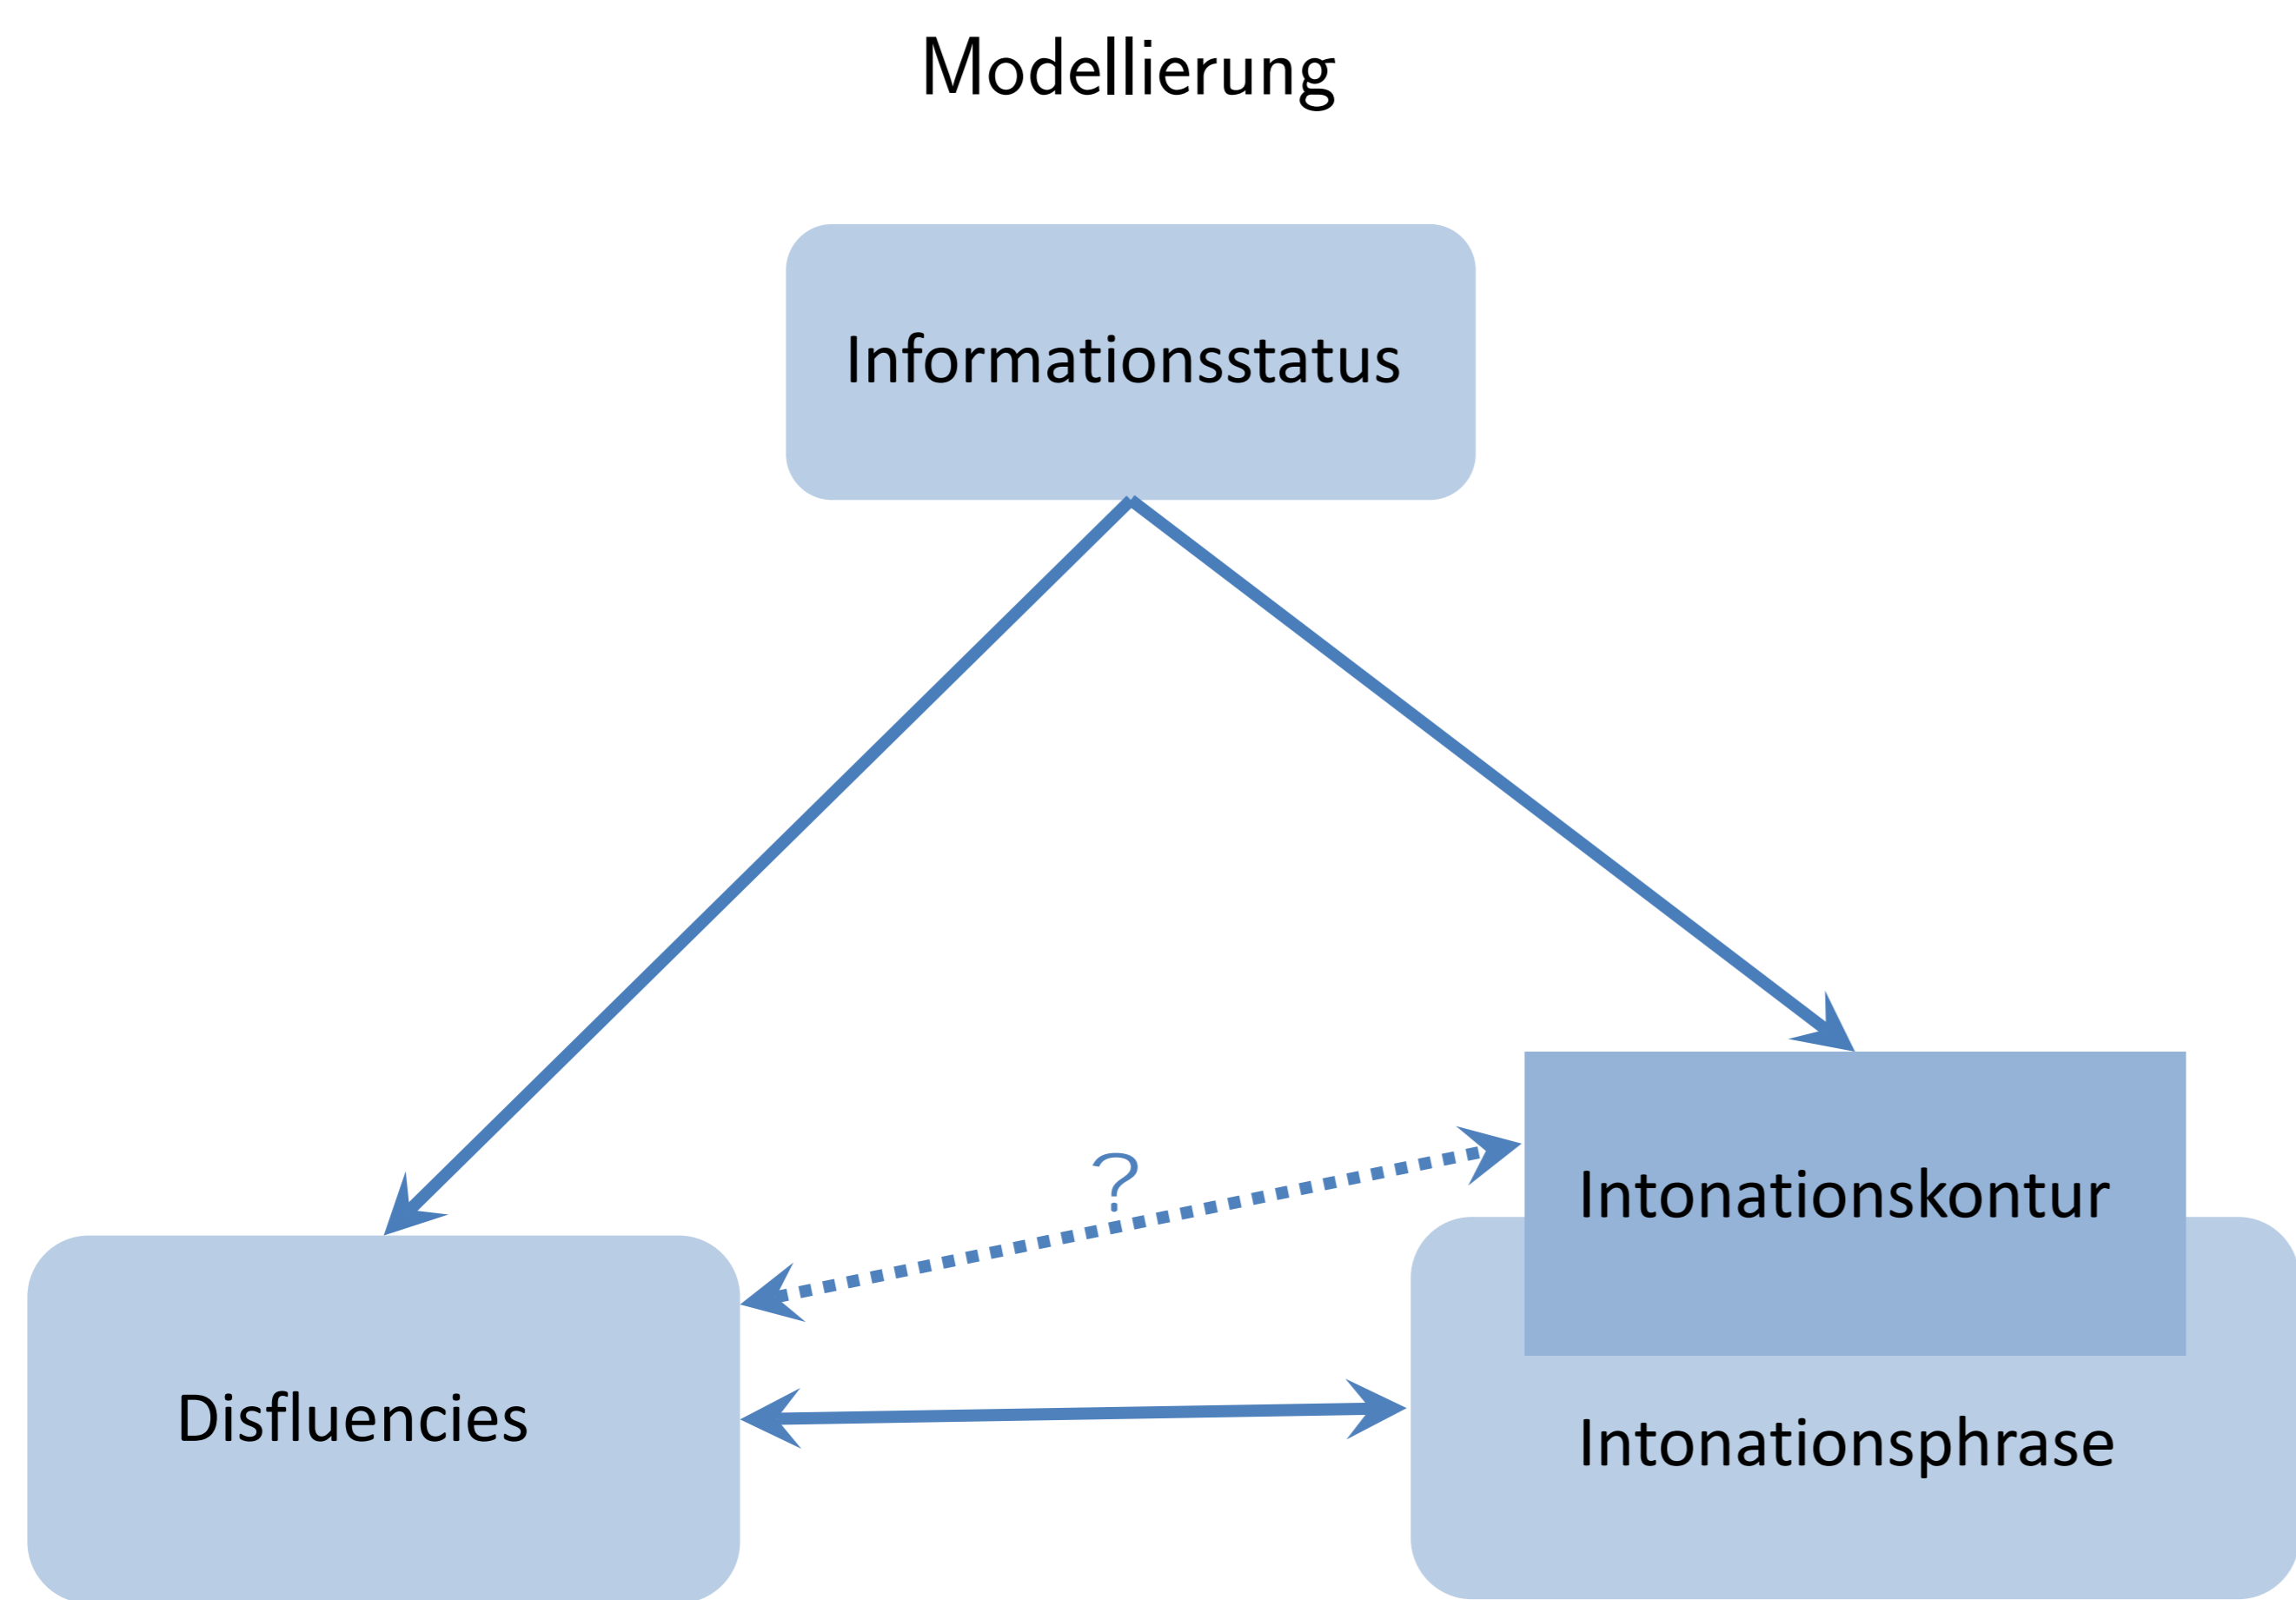 Modellierung
Informationsstatus
?
Intonationskontur
Disfluencies
Intonationsphrase